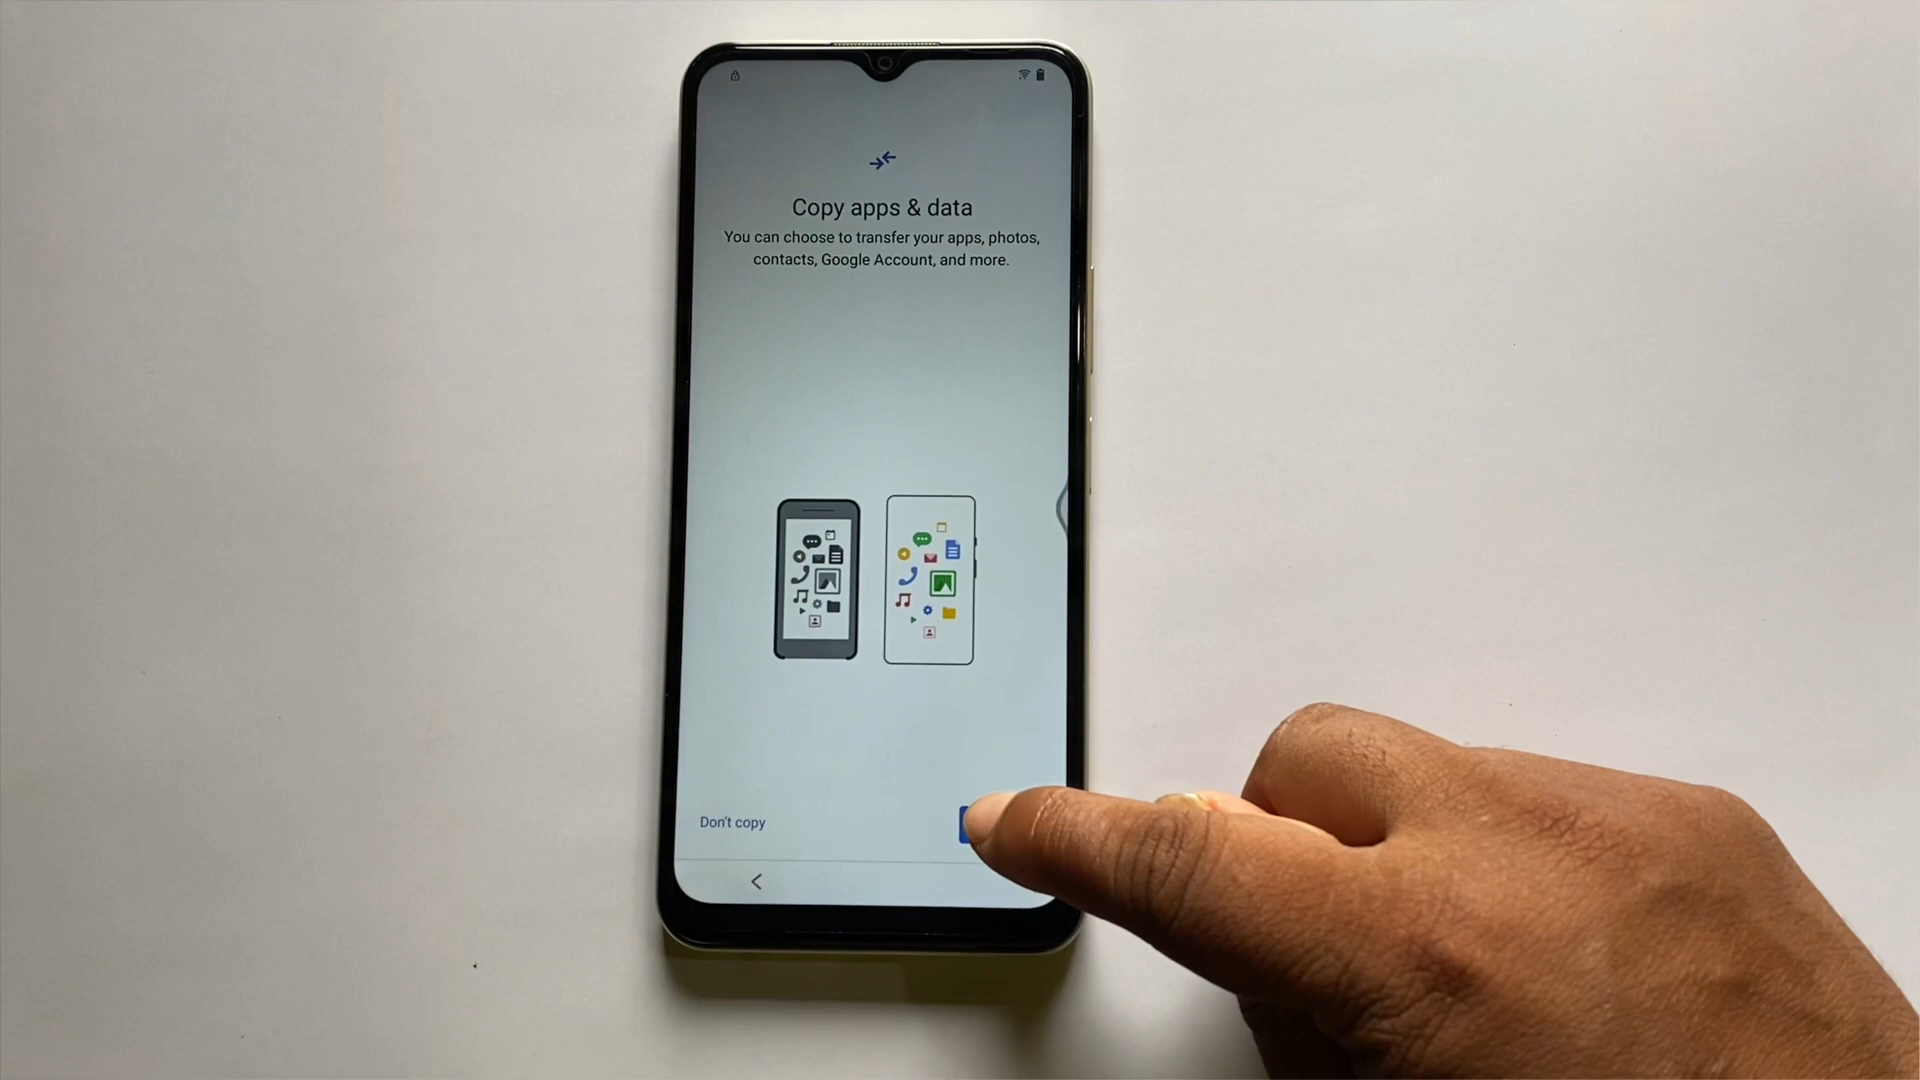 Copy apps & data
You can choose to transfer your apps, photos,
contacts, Google Account, and more.
Don't copy